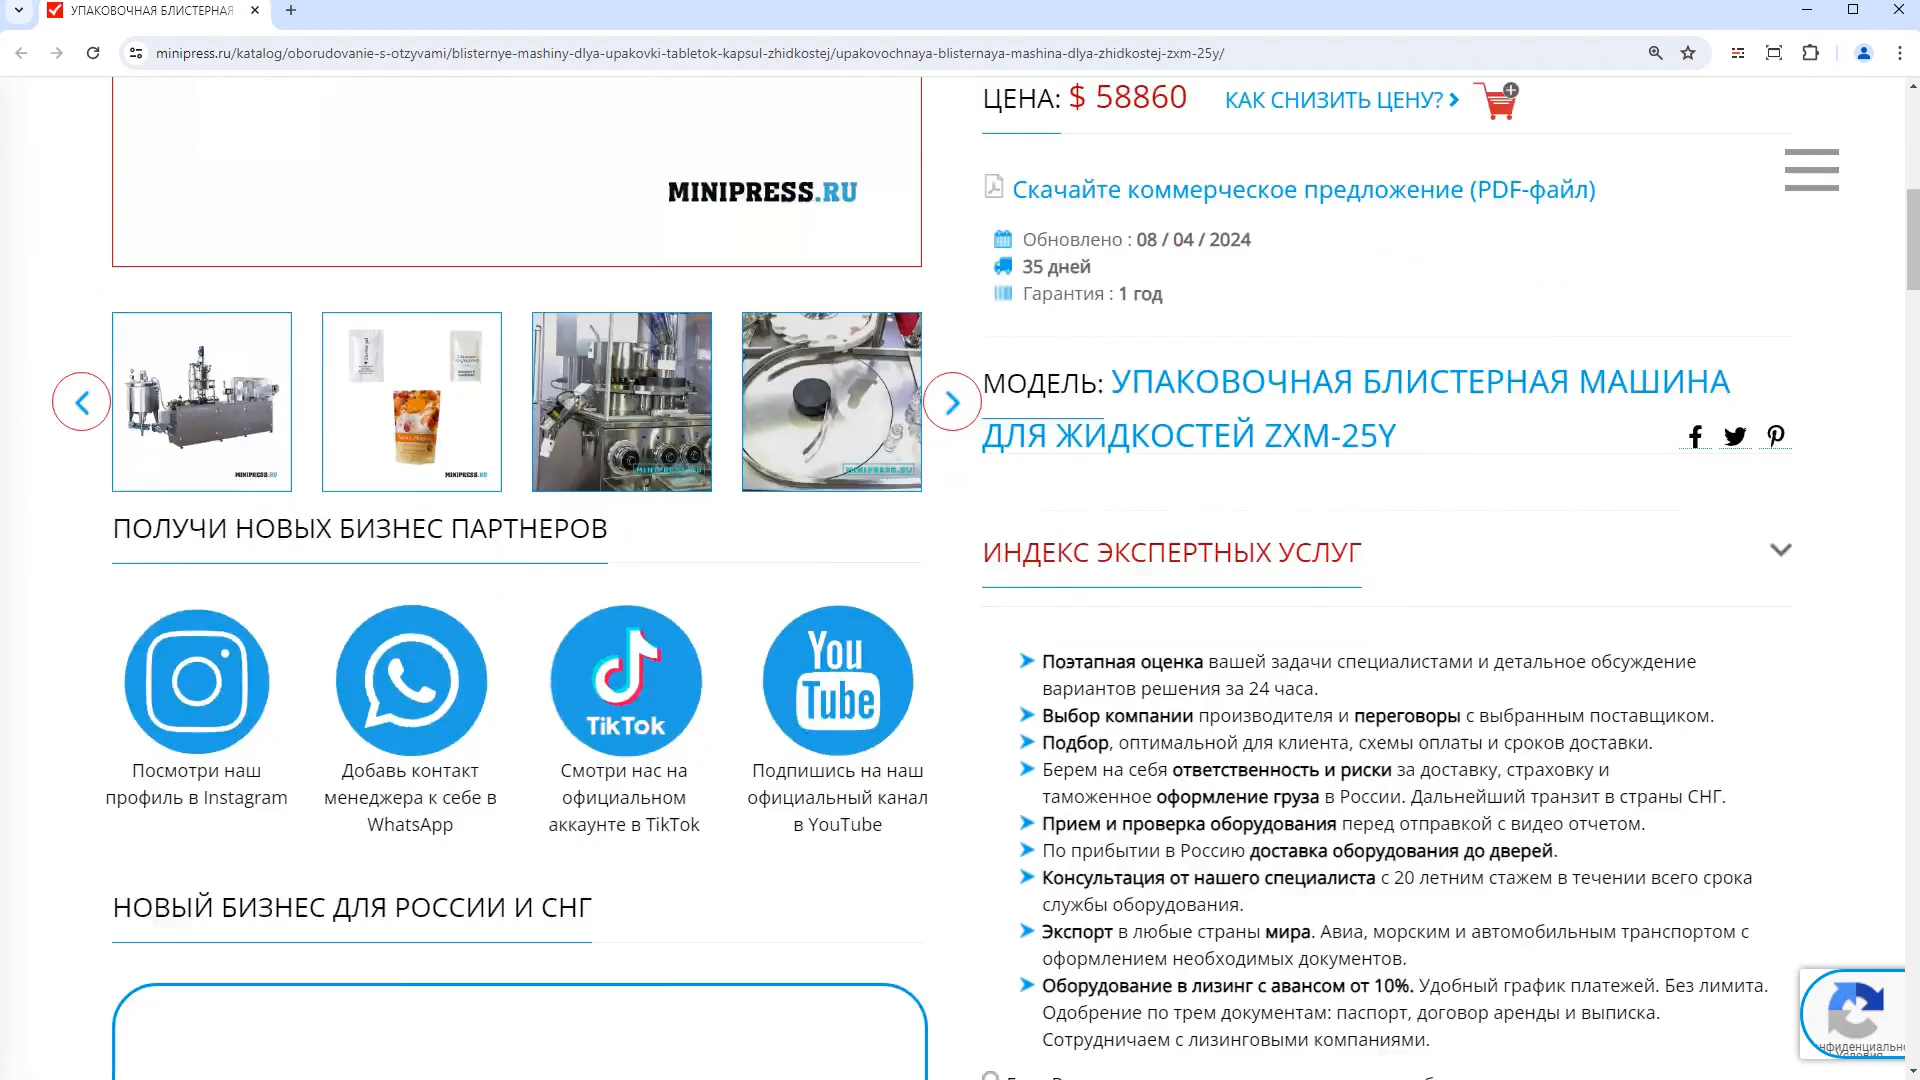 УПАКОВОЧНАЯ БЛИСТЕРНАЯ
minipress.ru/katalog/oborudovanie-s-otzyvami/blisternye-mashiny-dlya-upakovki-tabletok-kapsul-zhidkostej/upakovochnaya-blisternaya-mashina-dlya-zhidkostej-zxm-25y/
MINIPRESS.RU
MINIPRESS.RU
MINIPRESS.RU
MINIPRESS.RU
MINIPRESS.RU
ПОЛУЧИ НОВЫХ БИЗНЕС ПАРТНЕРОВ
TikTok
You
Tube
Посмотри наш
профиль в Instagram
Добавь контакт
менеджера к себе в
WhatsApp
Смотри нас на
официальном
аккаунте в TikTok
Подпишись на наш
официальный канал
в YouTube
НОВЫЙ БИЗНЕС ДЛЯ РОССИИ И СНГ
ЦЕНА: $ 58860 КАК СНИЗИТЬ ЦЕНУ?
Скачайте коммерческое предложение (PDF-файл)
Обновлено : 08 / 04 / 2024
35 дней
Гарантия : 1 год
МОДЕЛЬ: УПАКОВОЧНАЯ БЛИСТЕРНАЯ МАШИНА
ДЛЯ ЖИДКОСТЕЙ ZXM-25Y
ИНДЕКС ЭКСПЕРТНЫХ УСЛУГ
Поэтапная оценка вашей задачи специалистами и детальное обсуждение
вариантов решения за 24 часа.
Выбор компании производителя и переговоры с выбранным поставщиком.
Подбор, оптимальной для клиента, схемы оплаты и сроков доставки.
Берем на себя ответственность и риски за доставку, страховку и
таможенное оформление груза в России. Дальнейший транзит в страны СНГ.
Прием и проверка оборудования перед отправкой с видео отчетом.
По прибытии в Россию доставка оборудования до дверей.
Консультация от нашего специалиста с 20 летним стажем в течении всего срока
службы оборудования.
Экспорт в любые страны мира. Авиа, морским и автомобильным транспортом с
оформлением необходимых документов.
Оборудование в лизинг с авансом от 10%. Удобный график платежей. Без лимита.
Одобрение по трем документам: паспорт, договор аренды и выписка.
Сотрудничаем с лизинговыми компаниями.